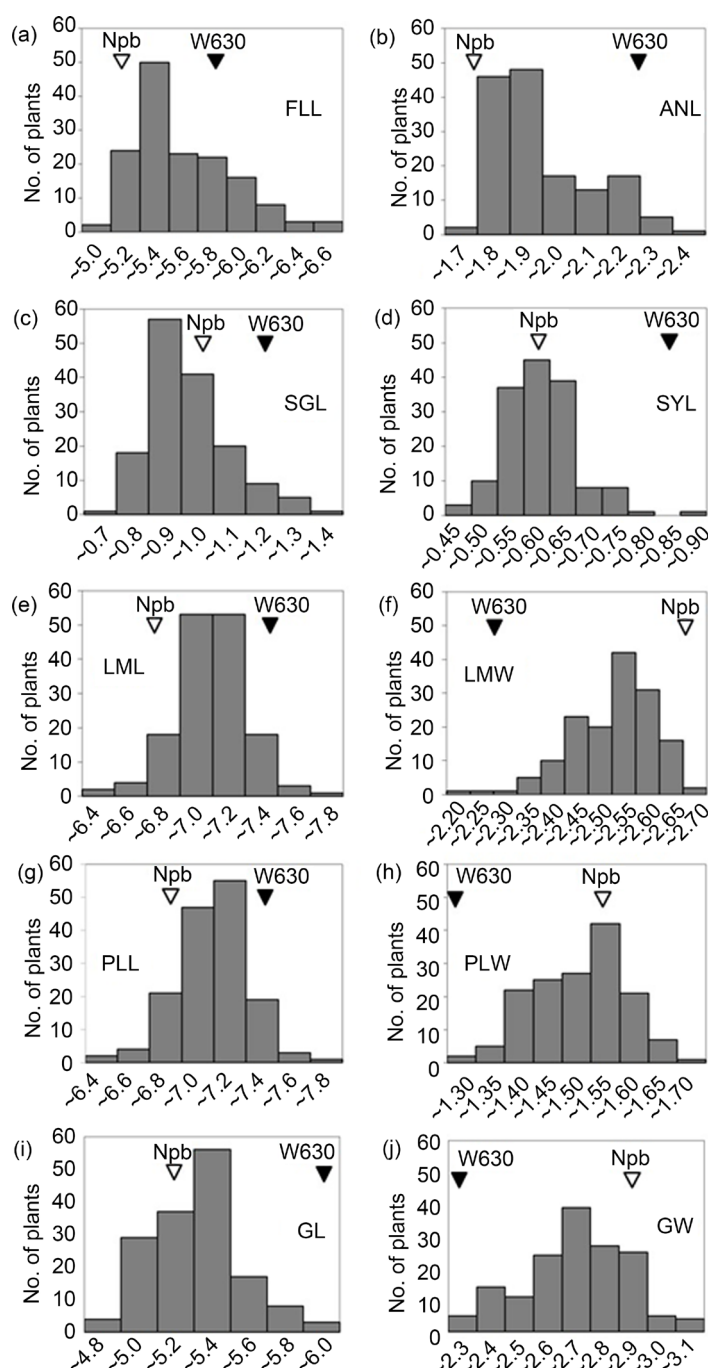 (a)
No. of plants
60
50
40
30
20
10
0
Npb
W630
FLL
~5.0 ~5.2 ~5.4 ~5.6 ~5.8 ~6.0 ~6.2 ~6.4 ~6.6
(b)
No. of plants
60
50
40
30
20
10
0
Npb
W630
ANL
~1.7 ~1.8 ~1.9 ~2.0 ~2.1 ~2.2 ~2.3 ~2.4
(c)
No. of plants
60
50
40
30
20
10
0
Npb
W630
SGL
~0.7 ~0.8 ~0.9 ~1.0 ~1.1 ~1.2 ~1.3 ~1.4
(d)
No. of plants
60
50
40
30
20
10
0
Npb
W630
SYL
~0.45 ~0.50 ~0.55 ~0.60 ~0.65 ~0.70 ~0.75 ~0.80 ~0.85 ~0.90
(e)
No. of plants
60
50
40
30
20
10
0
Npb
W630
LML
~6.4 ~6.6 ~6.8 ~7.0 ~7.2 ~7.4 ~7.6 ~7.8
(f)
No. of plants
60
50
40
30
20
10
0
W630
Npb
LMW
~2.20 ~2.25 ~2.30 ~2.35 ~2.40 ~2.45 ~2.50 ~2.55 ~2.60 ~2.65 ~2.70
(g)
No. of plants
60
50
40
30
20
10
0
Npb
W630
PLL
~6.4 ~6.6 ~6.8 ~7.0 ~7.2 ~7.4 ~7.6 ~7.8
(h)
No. of plants
60
50
40
30
20
10
0
W630
Npb
PLW
~1.30 ~1.35 ~1.40 ~1.45 ~1.50 ~1.55 ~1.60 ~1.65 ~1.70
(i)
No. of plants
60
50
40
30
20
10
0
Npb
W630
GL
~4.8 ~5.0 ~5.2 ~5.4 ~5.6 ~5.8 ~6.0
(j)
No. of plants
60
50
40
30
20
10
0
W630
Npb
GW
~2.3 ~2.4 ~2.5 ~2.6 ~2.7 ~2.8 ~2.9 ~3.0 ~3.1